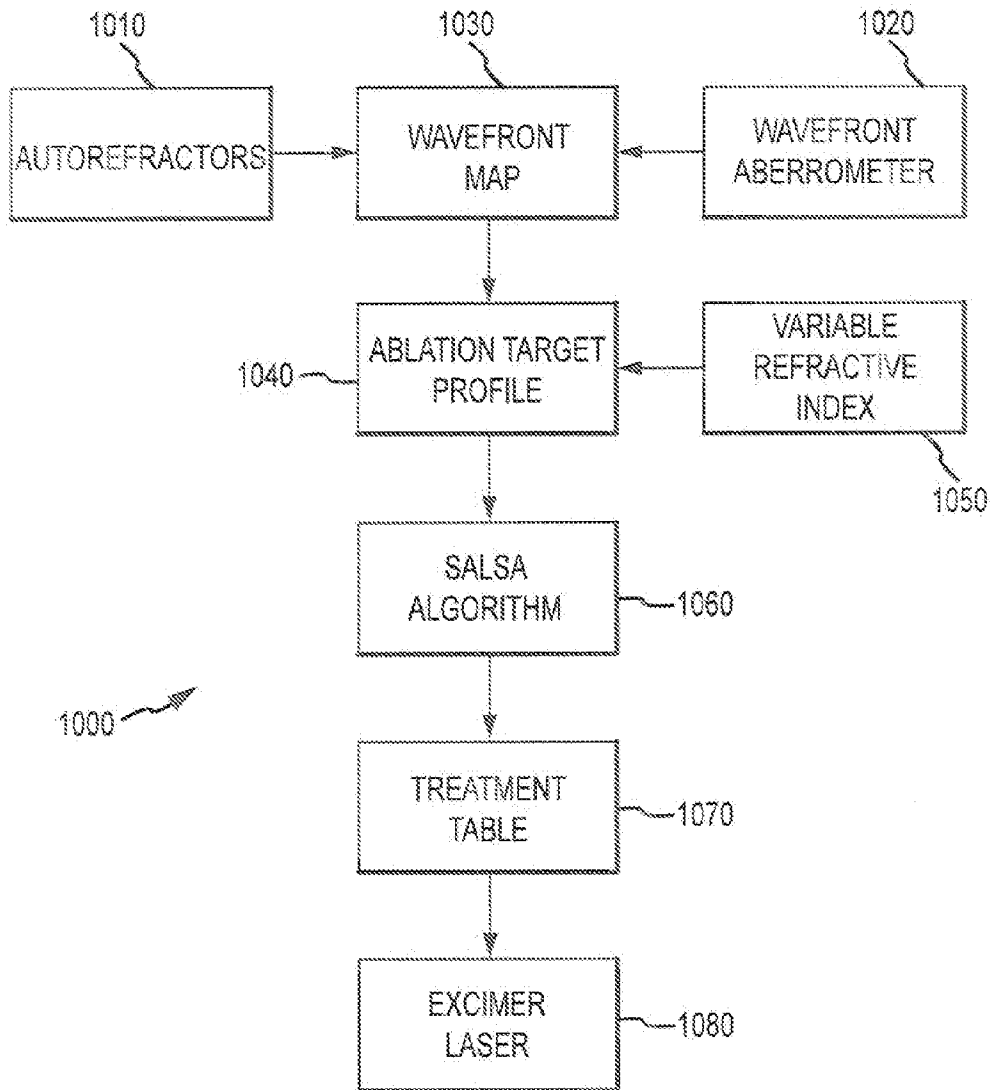 1010
1030
1020
AUTOREFRACTORS
WAVEFRONT
MAP
WAVEFRONT
ABERROMETER
1040
ABLATION TARGET
PROFILE
VARIABLE
REFRACTIVE
INDEX
1050
SALSA
ALGORITHM
1060
1000
TREATMENT
TABLE
1070
EXCIMER
LASER
1080